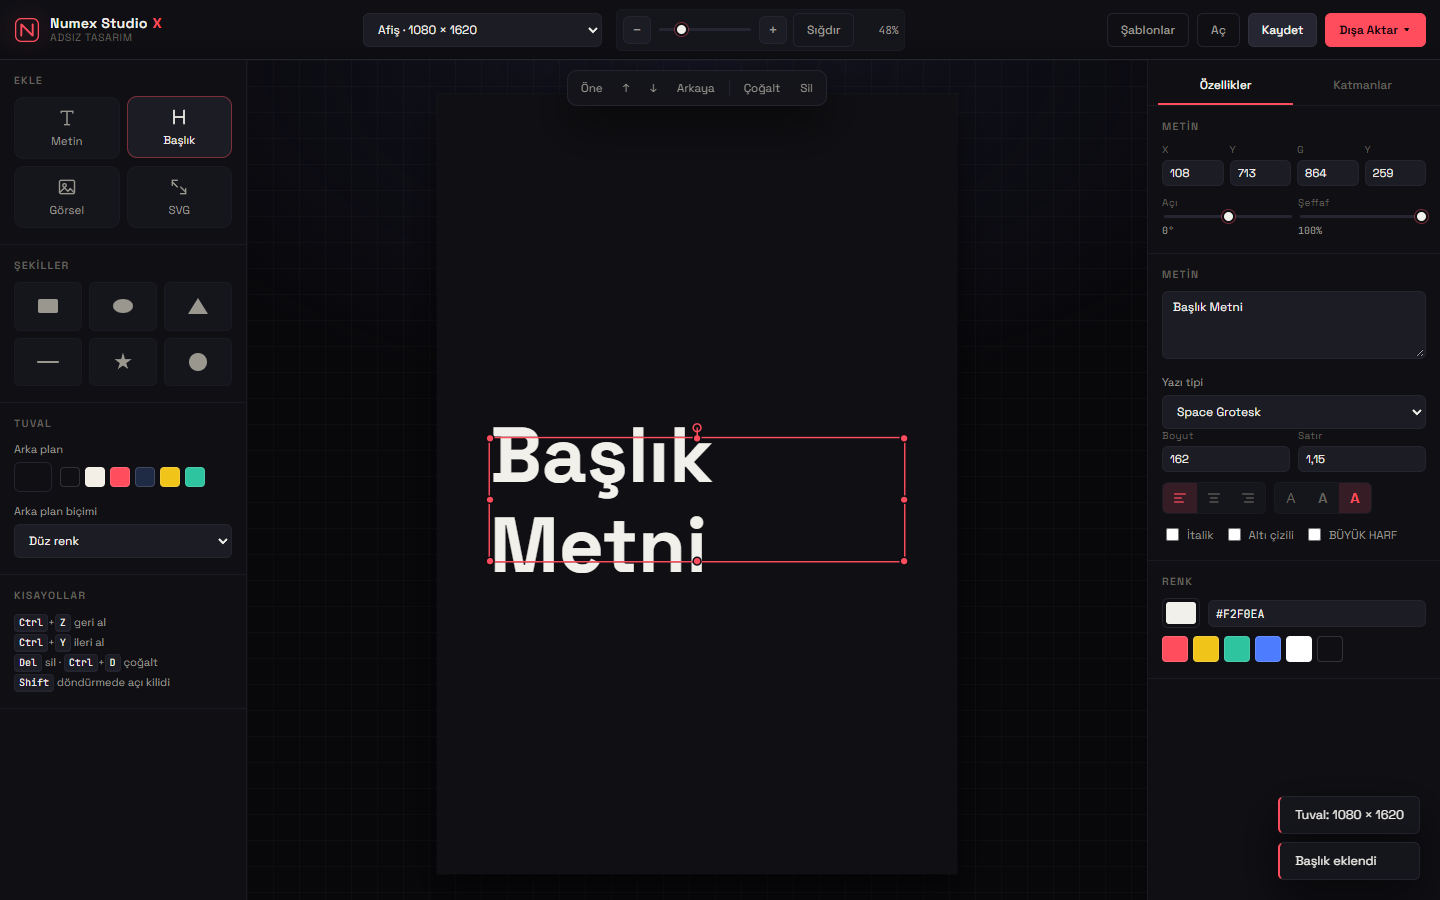 Numex Studio X
ADSIZ TASARIM
Afiş · 1080 × 1620
−
+
Sığdır
48%
Şablonlar
Aç
Kaydet
Dışa Aktar
EKLE
Metin
Başlık
Görsel
SVG
ŞEKİLLER
TUVAL
Arka plan
Arka plan biçimi
Düz renk
KISAYOLLAR
Ctrl + Z geri al
Ctrl + Y ileri al
Del sil · Ctrl + D çoğalt
Shift döndürmede açı kilidi
Öne ↑ ↓ Arkaya Çoğalt Sil
Başlık
Metni
Özellikler
Katmanlar
METİN
X Y G Y
108 713 864 259
Açı Şeffaf
0° 100%
METİN
Başlık Metni
Yazı tipi
Space Grotesk
Boyut Satır
162 1,15
A A A
İtalik Altı çizili BÜYÜK HARF
RENK
#F2F0EA
Tuval: 1080 × 1620
Başlık eklendi